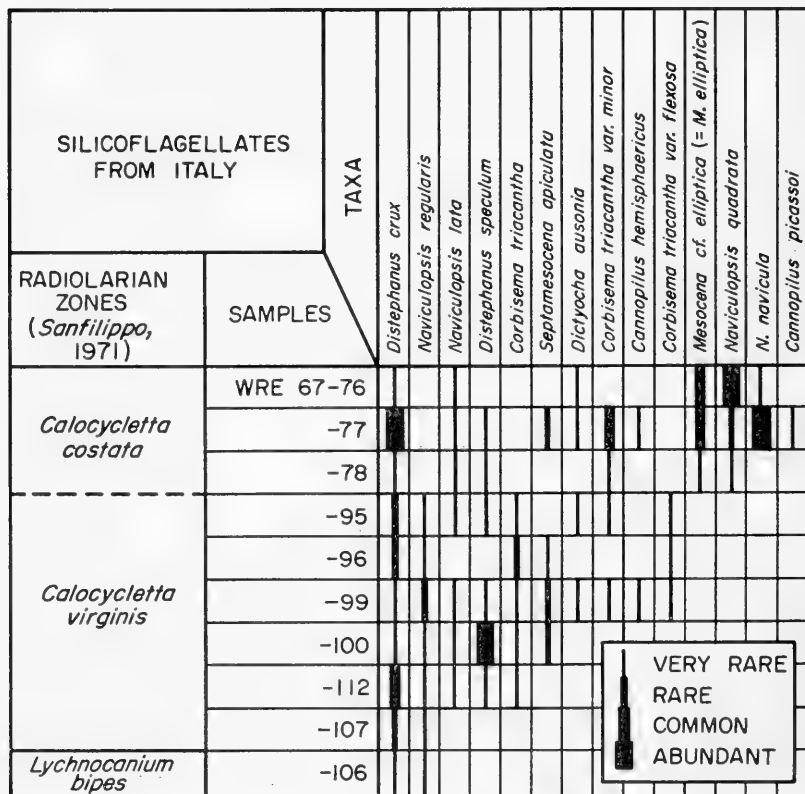 SILICOFLAGELLATES
FROM ITALY
TAXA
Distephanus crux
Naviculopsis regularis
Naviculopsis lata
Distephanus speculum
Corbisema triacantha
Septamesocena apiculatu
Dictyocha ausonia
Corbisema triacantha var. minor
Cannopilus hemisphaericus
Corbisema triacantha var. flexosa
Mesocena cf. elliptica (= M. elliptica)
Naviculopsis quadrata
N. navicula
Cannopilus picassoi
RADIOLARIAN
ZONES
(Sanfilippo,
1971)
SAMPLES
Calocycletta
costata
WRE 67-76
-77
-78
Calocycletta
virginis
-95
-96
-99
-100
-112
-107
Lychnocanium
bipes
-106
VERY RARE
RARE
COMMON
ABUNDANT